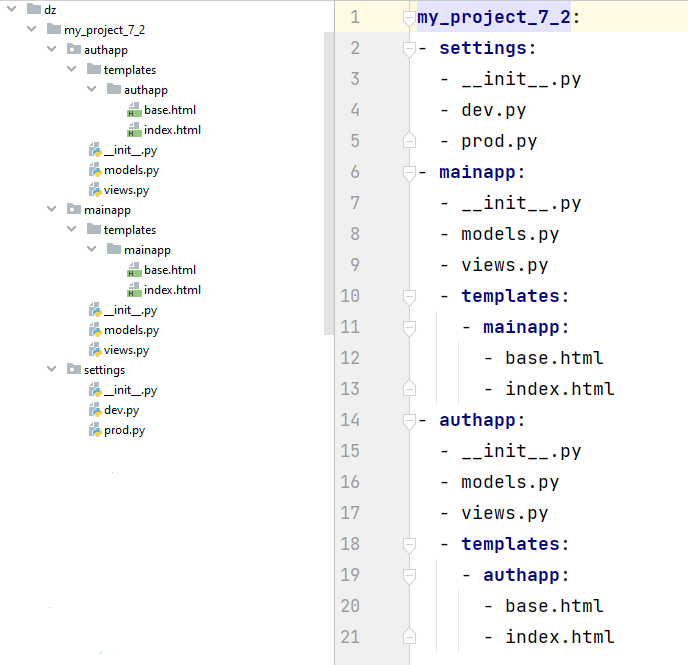 dz
my_project_7_2
authapp
templates
authapp
base.html
index.html
__init__.py
models.py
views.py
mainapp
templates
mainapp
base.html
index.html
__init__.py
models.py
views.py
settings
__init__.py
dev.py
prod.py
1 my_project_7_2:
2 - settings:
3 - __init__.py
4 - dev.py
5 - prod.py
6 - mainapp:
7 - __init__.py
8 - models.py
9 - views.py
10 - templates:
11 - mainapp:
12 - base.html
13 - index.html
14 - authapp:
15 - __init__.py
16 - models.py
17 - views.py
18 - templates:
19 - authapp:
20 - base.html
21 - index.html